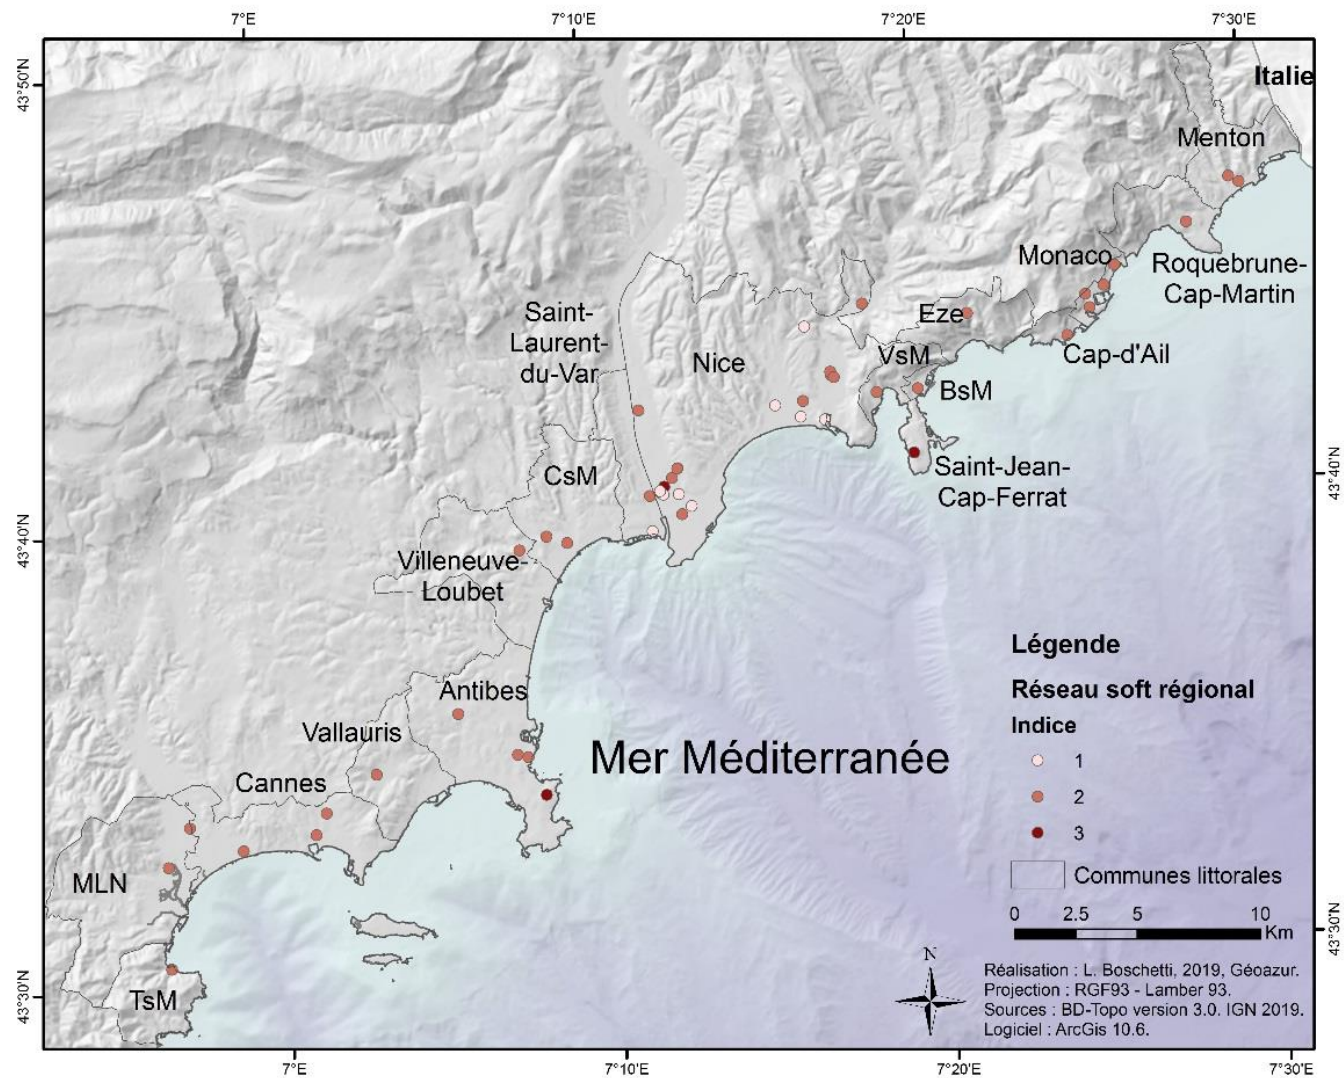 7°E
7°10'E
7°20'E
7°30'E
43°50'N
43°40'N
43°30'N
43°40'N
43°30'N
Italie
Menton
Monaco
Roquebrune-
Cap-Martin
Saint-
Laurent-
du-Var
Eze
Nice
VsM
Cap-d'Ail
BsM
CsM
Saint-Jean-
Cap-Ferrat
Villeneuve-
Loubet
Antibes
Vallauris
Mer Méditerranée
Cannes
MLN
TsM
Légende
Réseau soft régional
Indice
1
2
3
Communes littorales
0 2.5 5 10
Km
N
Réalisation : L. Boschetti, 2019, Géoazur.
Projection : RGF93 - Lamber 93.
Sources : BD-Topo version 3.0. IGN 2019.
Logiciel : ArcGis 10.6.
7°E
7°10'E
7°20'E
7°30'E